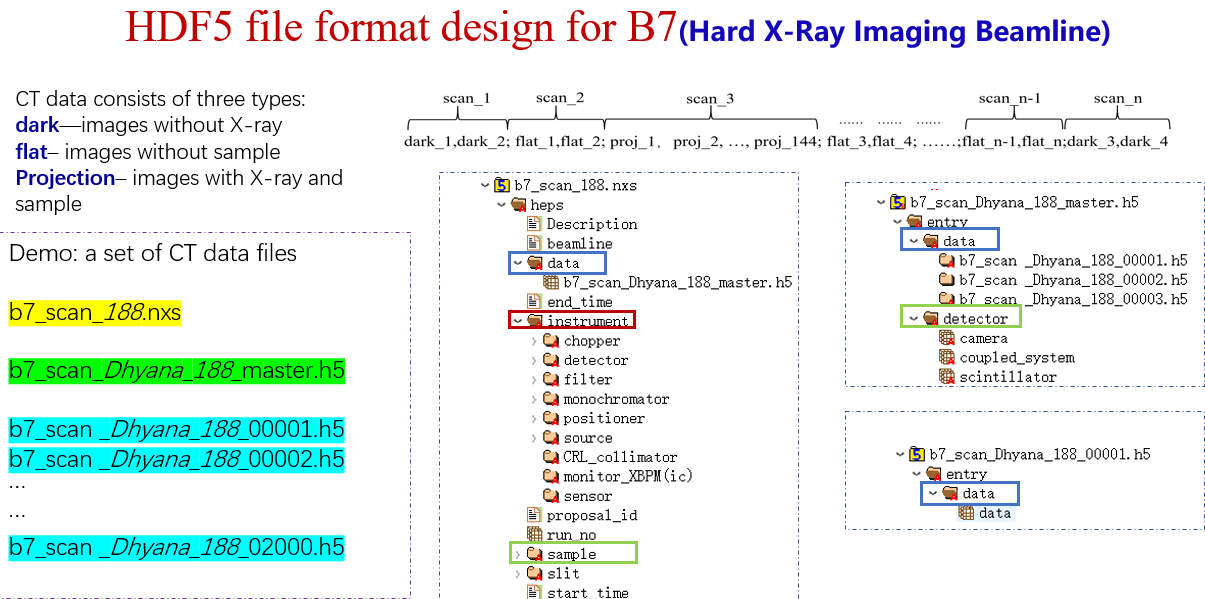 HDF5 file format design for B7(Hard X-Ray Imaging Beamline)
CT data consists of three types:
dark—images without X-ray
flat– images without sample
Projection– images with X-ray and
sample
scan_1 scan_2 scan_3 scan_n-1 scan_n
...... ...... ......
dark_1,dark_2; flat_1,flat_2; proj_1, proj_2, …, proj_144; flat_3,flat_4; ……;flat_n-1,flat_n;dark_3,dark_4
Demo: a set of CT data files
b7_scan_188.nxs
b7_scan_Dhyana_188_master.h5
b7_scan _Dhyana_188_00001.h5
b7_scan _Dhyana_188_00002.h5
...
...
b7_scan _Dhyana_188_02000.h5
b7_scan_188.nxs
heps
Description
beamline
data
b7_scan_Dhyana_188_master.h5
end_time
instrument
chopper
detector
filter
monochromator
positioner
source
CRL_collimator
monitor_XBPM(ic)
sensor
proposal_id
run_no
sample
slit
start_time
b7_scan_Dhyana_188_master.h5
entry
data
b7_scan _Dhyana_188_00001.h5
b7_scan _Dhyana_188_00002.h5
b7_scan _Dhyana_188_00003.h5
detector
camera
coupled_system
scintillator
b7_scan_Dhyana_188_00001.h5
entry
data
data